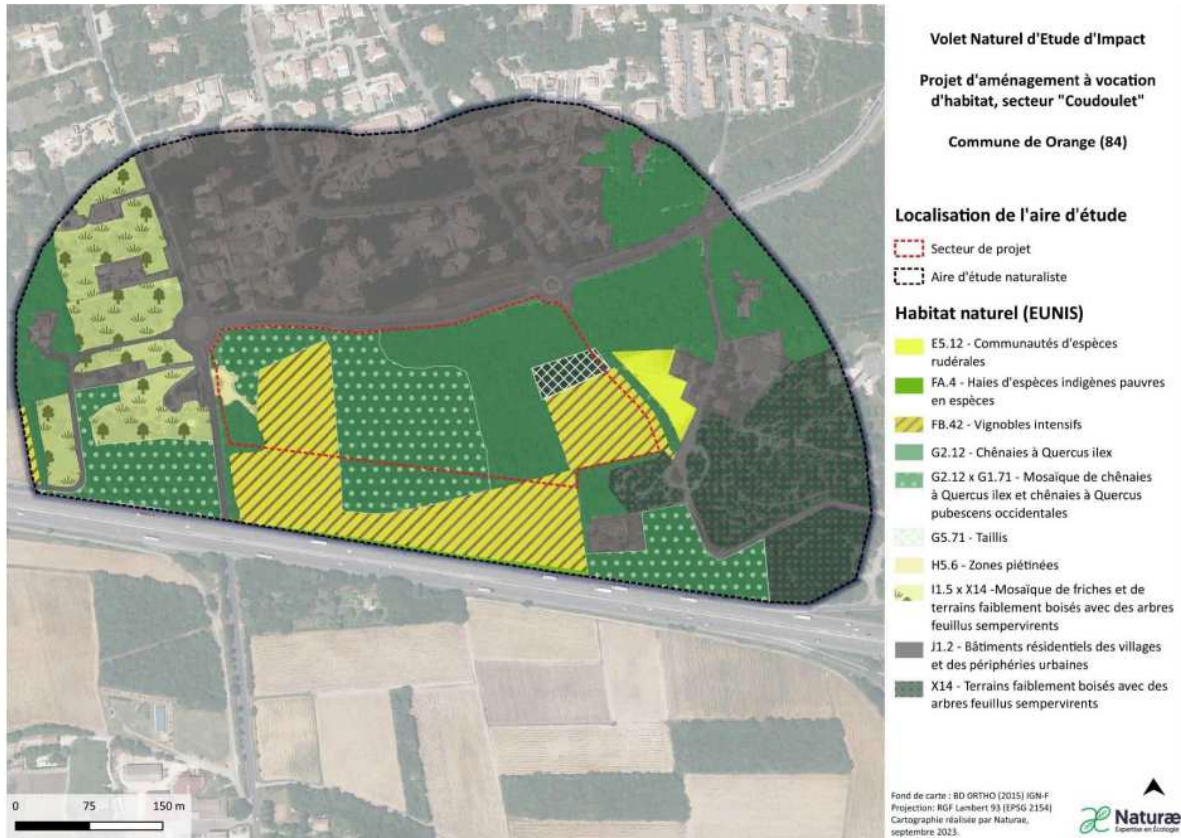 Volet Naturel d'Etude d'Impact
Projet d'aménagement à vocation
d'habitat, secteur "Coudoulet"
Commune de Orange (84)
Localisation de l'aire d'étude
Secteur de projet
Aire d'étude naturaliste
Habitat naturel (EUNIS)
E5.12 - Communautés d'espèces
rudérales
FA.4 - Haies d'espèces indigènes pauvres
en espèces
FB.42 - Vignobles intensifs
G2.12 - Chênaies à Quercus ilex
G2.12 x G1.71 - Mosaïque de chênaies
à Quercus ilex et chênaies à Quercus
pubescens occidentales
G5.71 - Taillis
H5.6 - Zones piétinées
I1.5 x X14 -Mosaïque de friches et de
terrains faiblement boisés avec des arbres
feuillus sempervirents
J1.2 - Bâtiments résidentiels des villages
et des périphéries urbaines
X14 - Terrains faiblement boisés avec des
arbres feuillus sempervirents
0 75 150 m
Fond de carte : BD ORTHO (2015) IGN-F
Projection: RGF Lambert 93 (EPSG 2154)
Cartographie réalisée par Naturae,
septembre 2023.
Naturæ
Expertise en Écologie